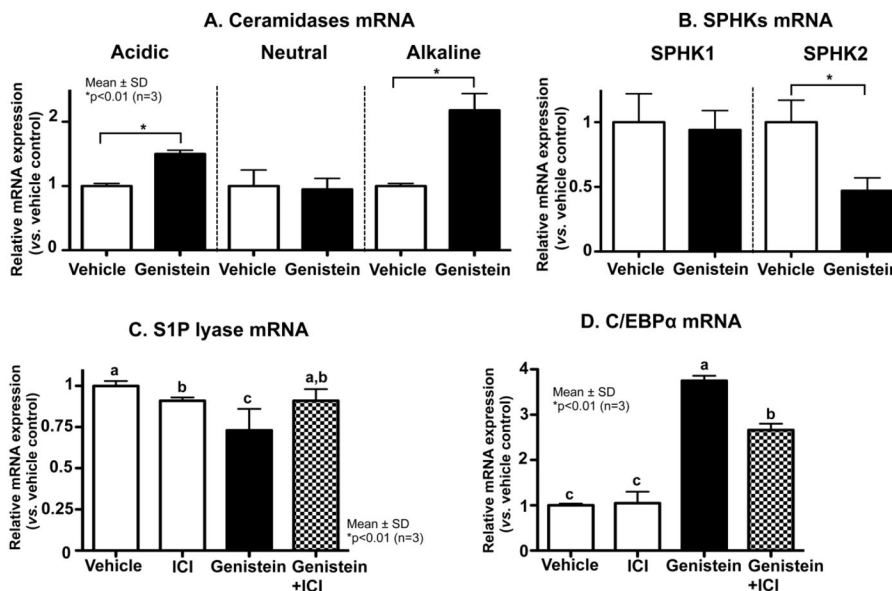 A. Ceramidases mRNA
Acidic Neutral Alkaline
Mean ± SD
*p<0.01 (n=3)
Relative mRNA expression
(vs. vehicle control)
2
1
0
* *
Vehicle Genistein Vehicle Genistein Vehicle Genistein
B. SPHKs mRNA
SPHK1 SPHK2
Relative mRNA expression
(vs. vehicle control)
1
0.5
0
*
Vehicle Genistein Vehicle Genistein
C. S1P lyase mRNA
Relative mRNA expression
(vs. vehicle control)
1
0.75
0.5
0.25
0
a b c a,b
Mean ± SD
*p<0.01 (n=3)
Vehicle ICI Genistein Genistein
+ICI
D. C/EBPα mRNA
Relative mRNA expression
(vs. vehicle control)
4
3
2
1
0
Mean ± SD
*p<0.01 (n=3)
c c a b
Vehicle ICI Genistein Genistein
+ICI